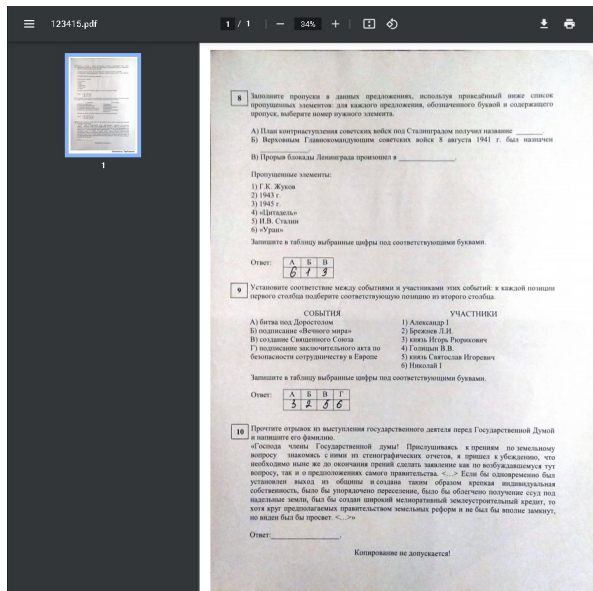 123415.pdf
1 / 1
34%
1
8 Заполните пропуски в данных предложениях, используя приведённый ниже список
пропущенных элементов: для каждого предложения, обозначенного буквой и содержащего
пропуск, выберите номер нужного элемента.
А) План контрнаступления советских войск под Сталинградом получил название ________.
Б) Верховным Главнокомандующим советских войск 8 августа 1941 г. был назначен
________.
В) Прорыв блокады Ленинграда произошел в ________.
Пропущенные элементы:
1) Г.К. Жуков
2) 1943 г.
3) 1945 г.
4) «Цитадель»
5) И.В. Сталин
6) «Уран»
Запишите в таблицу выбранные цифры под соответствующими буквами.
Ответ: А Б В
6 1 3
9 Установите соответствие между событиями и участниками этих событий: к каждой позиции
первого столбца подберите соответствующую позицию из второго столбца.
СОБЫТИЯ УЧАСТНИКИ
А) битва под Доростолом 1) Александр I
Б) подписание «Вечного мира» 2) Брежнев Л.И.
В) создание Священного Союза 3) князь Игорь Рюрикович
Г) подписание заключительного акта по 4) Голицын В.В.
безопасности сотрудничеству в Европе 5) князь Святослав Игоревич
6) Николай I
Запишите в таблицу выбранные цифры под соответствующими буквами.
Ответ: А Б В Г
3 2 5 6
10 Прочтите отрывок из выступления государственного деятеля перед Государственной Думой
и напишите его фамилию.
«Господа члены Государственной думы! Прислушиваясь к прениям по земельному
вопросу знакомясь с ними из стенографических отчетов, я пришел к убеждению, что
необходимо ныне же до окончания прений сделать заявление как по возбуждавшемуся тут
вопросу, так и о предположениях самого правительства. <...> Если бы одновременно был
установлен выход из общины и создана таким образом крепкая индивидуальная
собственность, было бы упорядочено переселение, было бы облегчено получение ссуд под
надельные земли, был бы создан широкий мелиоративный землеустроительный кредит, то
хотя круг предполагаемых правительством земельных реформ и не был бы вполне замкнут,
но виден был бы просвет. <...>»
Ответ:________.
Копирование не допускается!